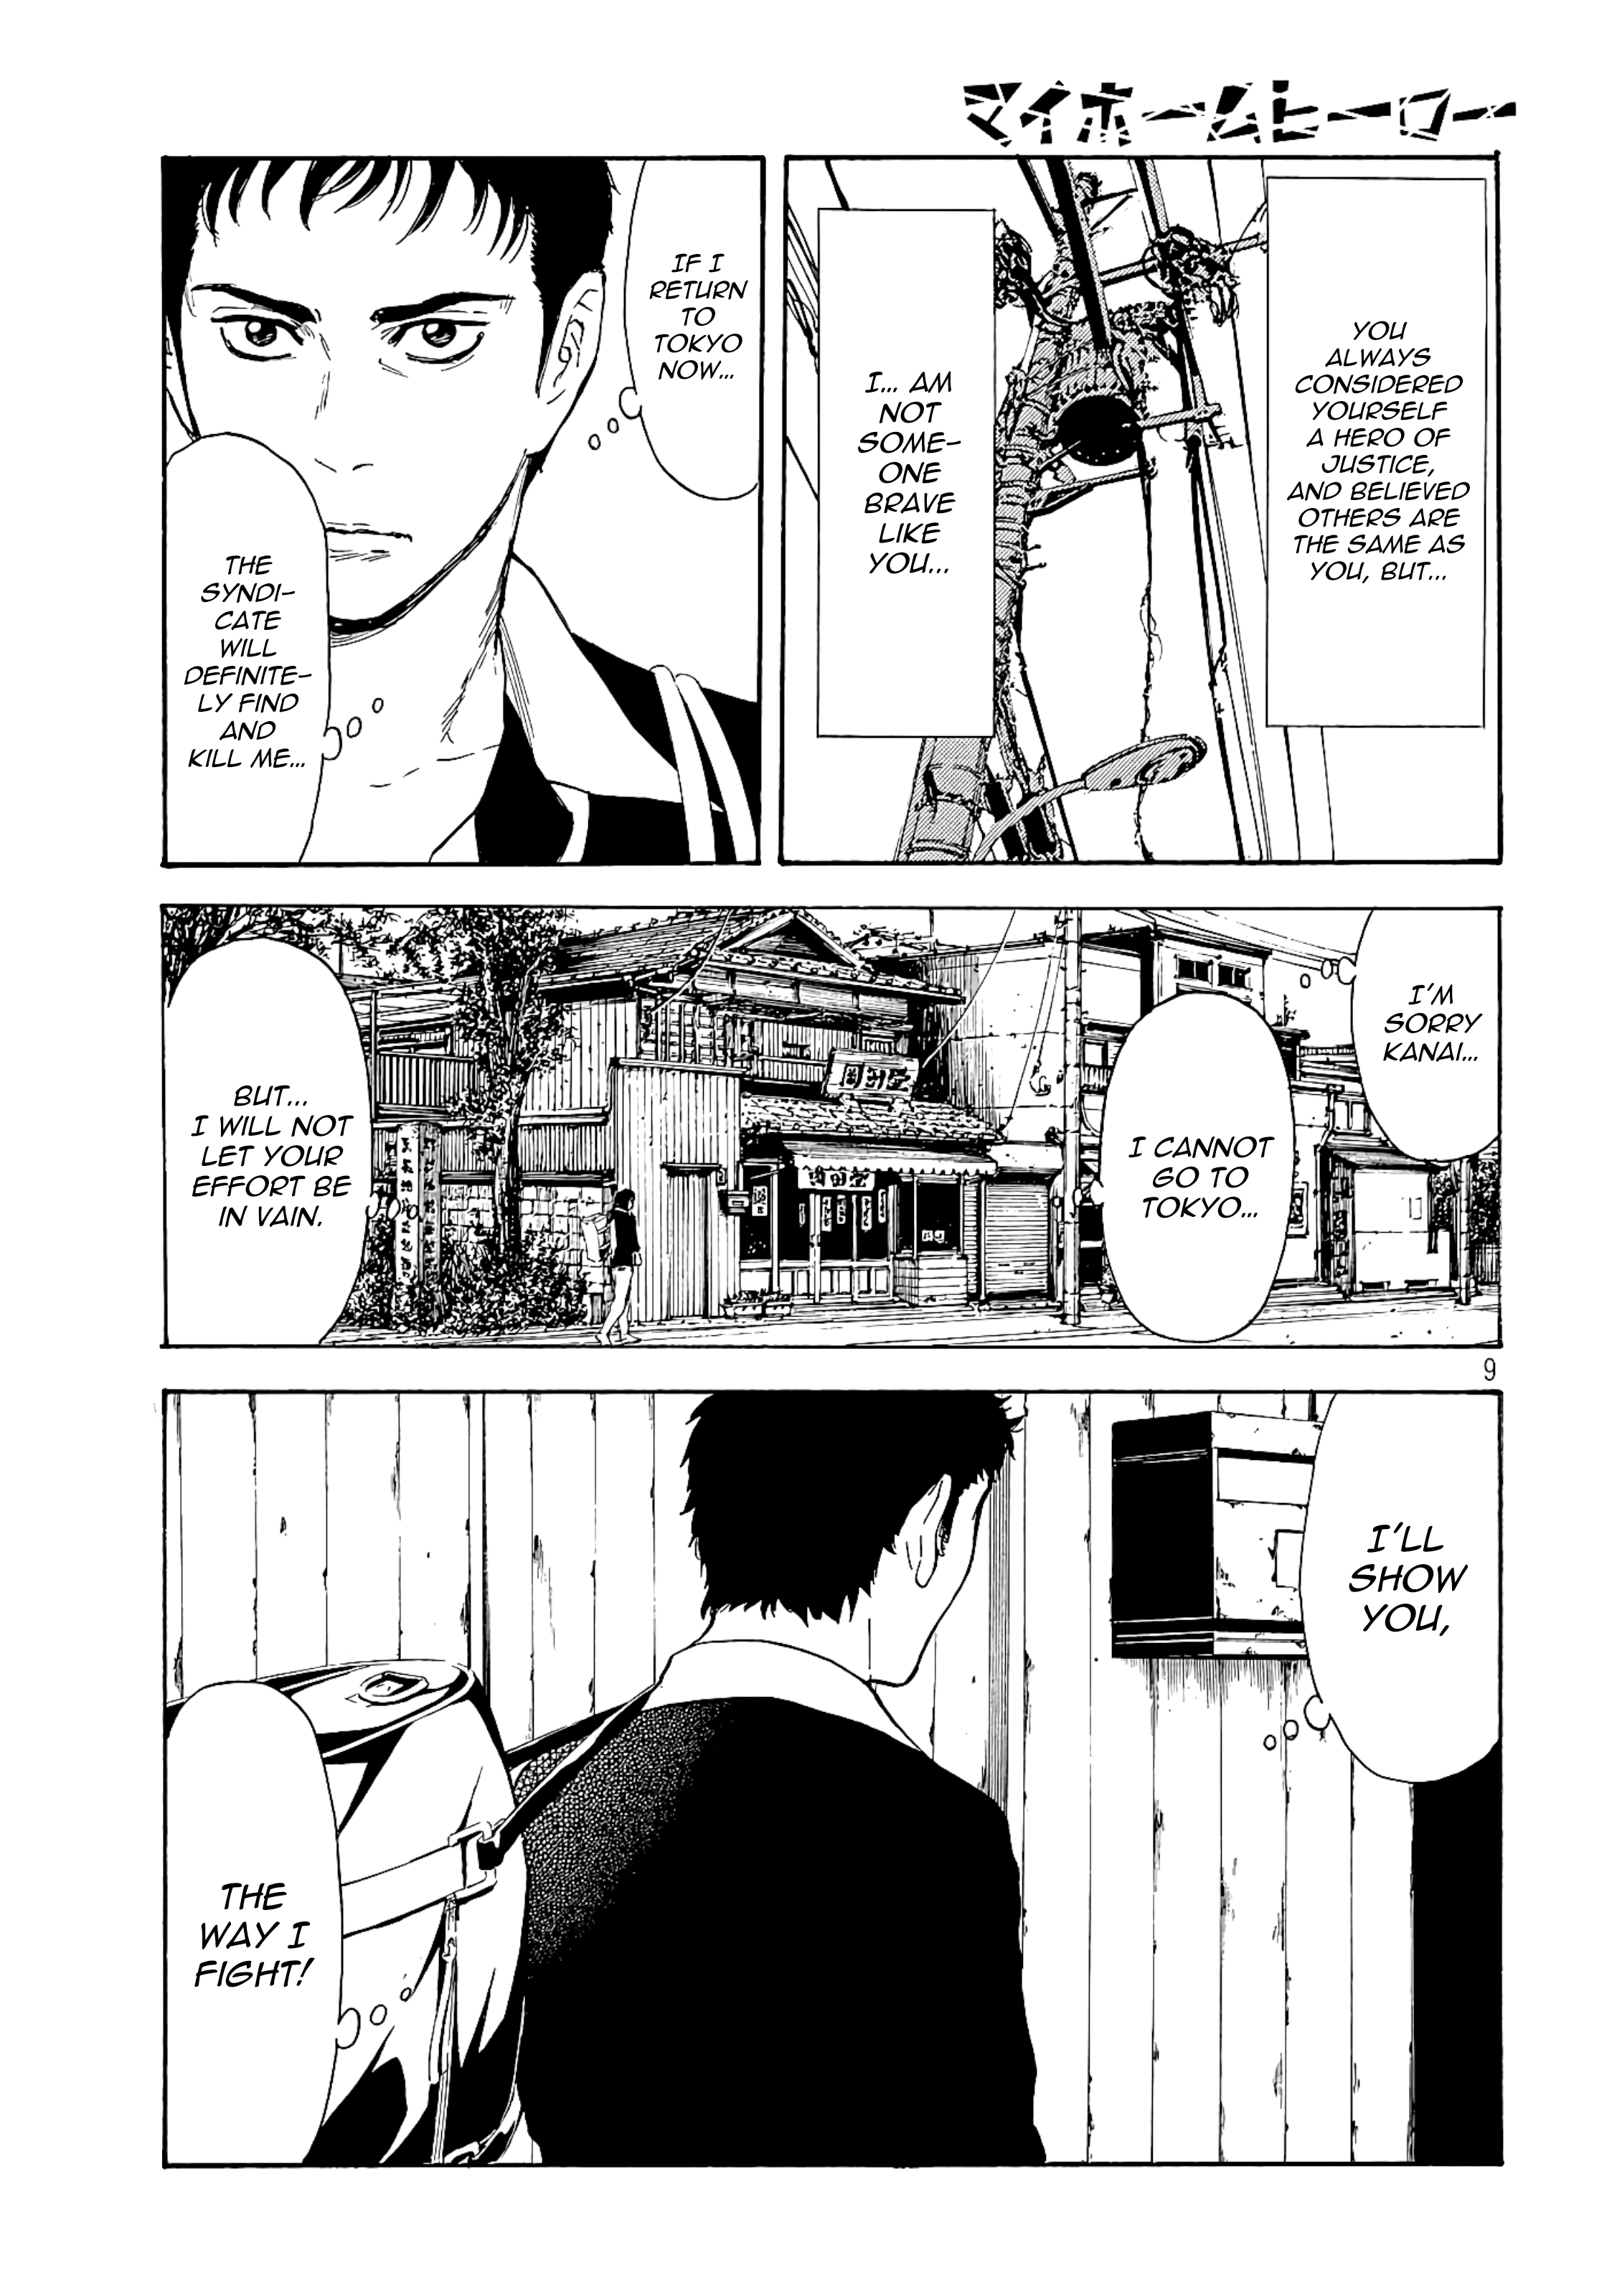 マイホームヒーロー
YOU
ALWAYS
CONSIDERED
YOURSELF
A HERO OF
JUSTICE,
AND BELIEVED
OTHERS ARE
THE SAME AS
YOU, BUT...
I... AM
NOT
SOME-
ONE
BRAVE
LIKE
YOU...
IF I
RETURN
TO
TOKYO
NOW...
THE
SYNDI-
CATE
WILL
DEFINITE-
LY FIND
AND
KILL ME...
I'M
SORRY
KANAI...
I CANNOT
GO TO
TOKYO...
BUT...
I WILL NOT
LET YOUR
EFFORT BE
IN VAIN.
9
I'LL
SHOW
YOU,
THE
WAY I
FIGHT!